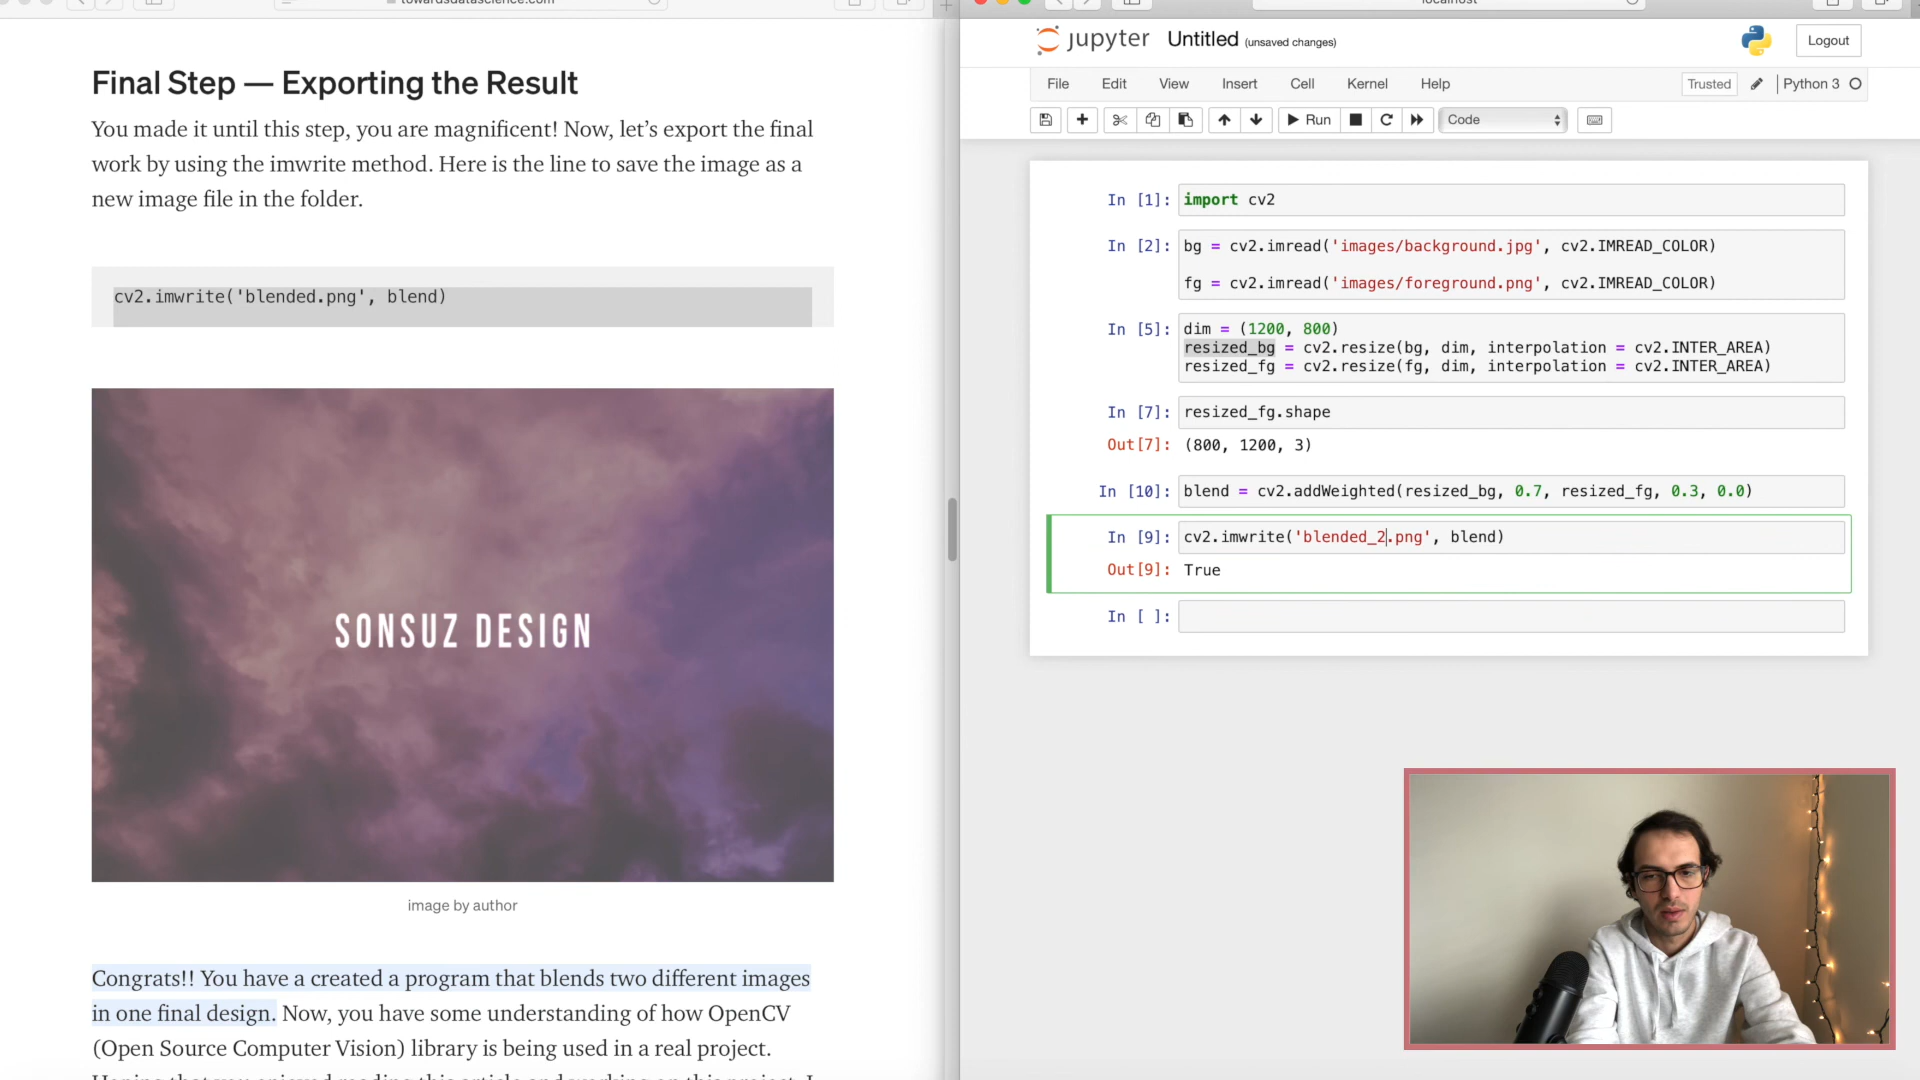 towardsdatascience.com
localhost
Final Step — Exporting the Result
You made it until this step, you are magnificent! Now, let’s export the final
work by using the imwrite method. Here is the line to save the image as a
new image file in the folder.
cv2.imwrite('blended.png', blend)
SONSUZ DESIGN
image by author
Congrats!! You have a created a program that blends two different images
in one final design. Now, you have some understanding of how OpenCV
(Open Source Computer Vision) library is being used in a real project.
jupyter Untitled (unsaved changes)
Logout
File Edit View Insert Cell Kernel Help
Trusted Python 3
Run Code
In [1]: import cv2
In [2]: bg = cv2.imread('images/background.jpg', cv2.IMREAD_COLOR)
fg = cv2.imread('images/foreground.png', cv2.IMREAD_COLOR)
In [5]: dim = (1200, 800)
resized_bg = cv2.resize(bg, dim, interpolation = cv2.INTER_AREA)
resized_fg = cv2.resize(fg, dim, interpolation = cv2.INTER_AREA)
In [7]: resized_fg.shape
Out[7]: (800, 1200, 3)
In [10]: blend = cv2.addWeighted(resized_bg, 0.7, resized_fg, 0.3, 0.0)
In [9]: cv2.imwrite('blended_2.png', blend)
Out[9]: True
In [ ]: